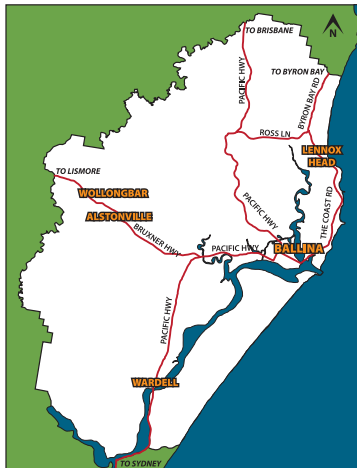 TO BRISBANE
N
TO BYRON BAY
PACIFIC HWY
BYRON BAY RD
ROSS LN
LENNOX
HEAD
TO LISMORE
WOLLONGBAR
ALSTONVILLE
BRUXNER HWY
PACIFIC HWY
THE COAST RD
PACIFIC HWY
BALLINA
PACIFIC HWY
WARDELL
TO SYDNEY